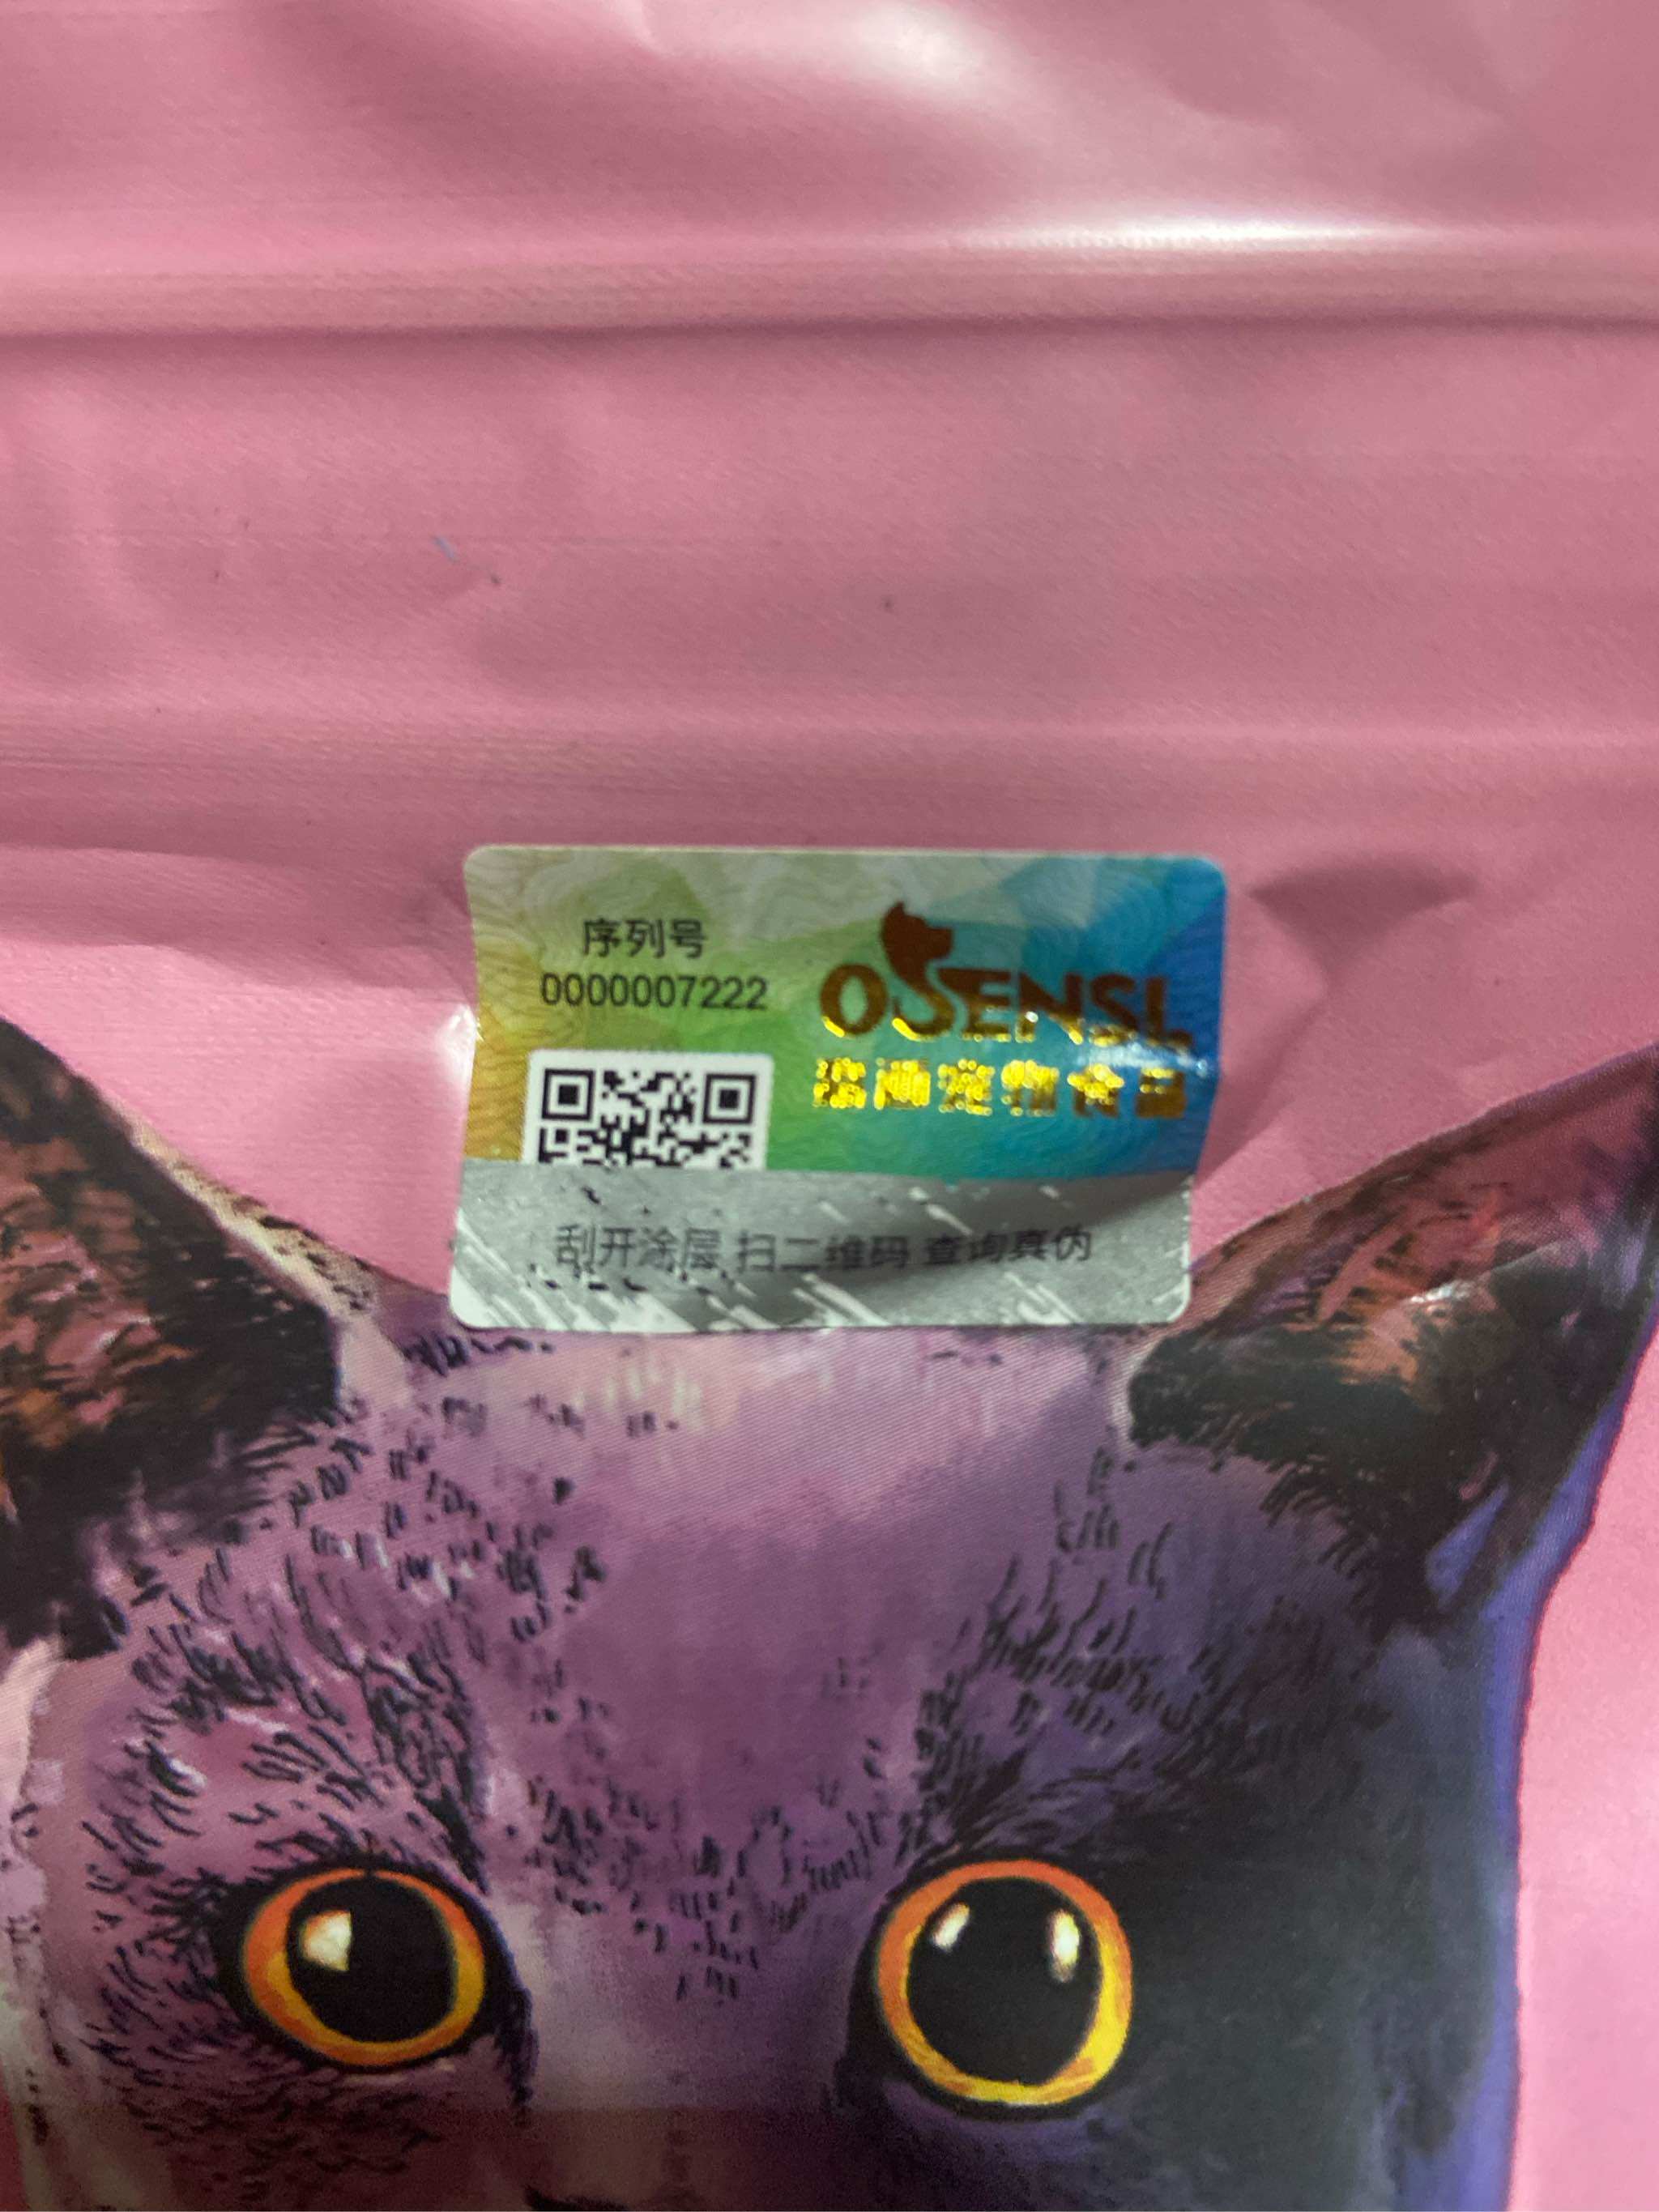 序列号
0000007222
OSENSL
宠物食品
刮开涂层 扫二维码 查询真伪